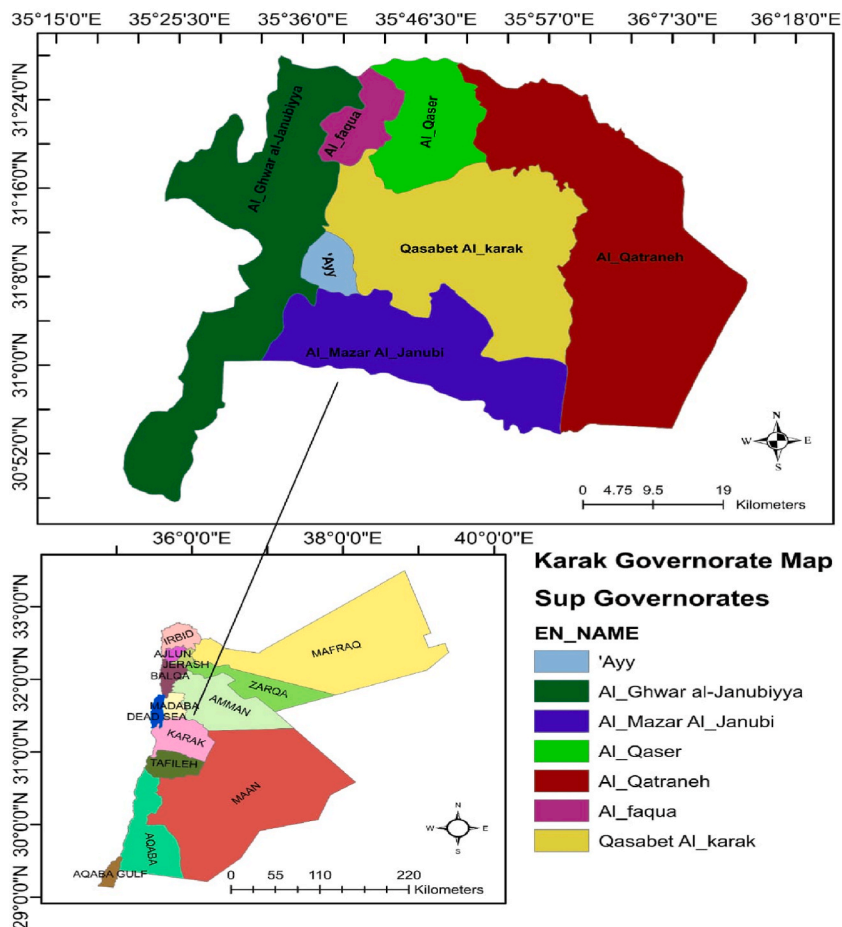 35°15'0"E 35°25'30"E 35°36'0"E 35°46'30"E 35°57'0"E 36°7'30"E 36°18'0"E
31°24'0"N
31°16'0"N
31°8'0"N
31°0'0"N
30°52'0"N
Al_Ghwar al-Janubiyya
Al_faqua
Al_Qaser
Qasabet Al_karak
Al_Qatraneh
'Ayy
Al_Mazar Al_Janubi
N
W E
S
0 4.75 9.5 19
Kilometers
36°0'0"E 38°0'0"E 40°0'0"E
33°0'0"N
32°0'0"N
31°0'0"N
30°0'0"N
29°0'0"N
IRBID
AJLUN
JERASH
BALQA
MAFRAQ
ZARQA
AMMAN
MADABA
DEAD SEA
KARAK
TAFILEH
MAAN
AQABA
AQABA GULF
N
W E
S
0 55 110 220
Kilometers
Karak Governorate Map
Sup Governorates
EN_NAME
'Ayy
Al_Ghwar al-Janubiyya
Al_Mazar Al_Janubi
Al_Qaser
Al_Qatraneh
Al_faqua
Qasabet Al_karak